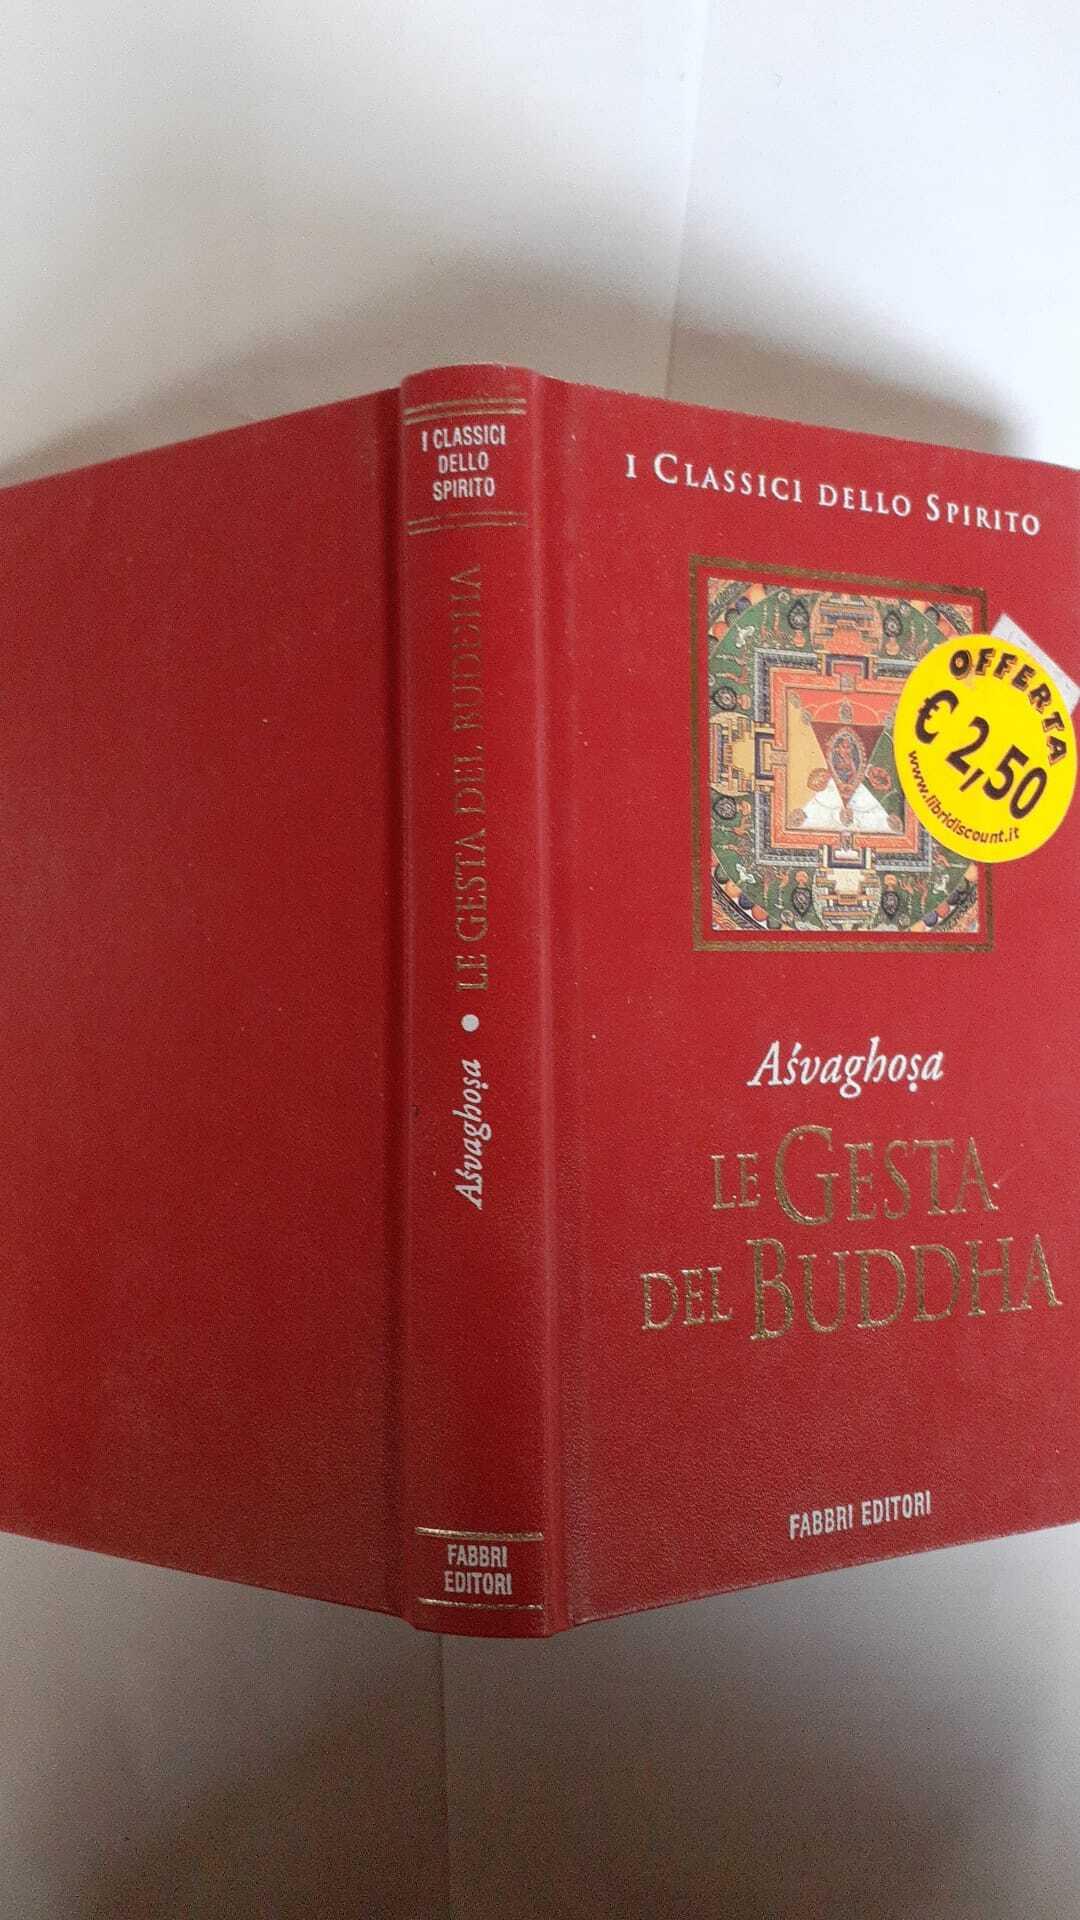 I CLASSICI
DELLO
SPIRITO
Aśvaghoṣa • LE GESTA DEL BUDDHA
FABBRI
EDITORI
I CLASSICI DELLO SPIRITO
OFFERTA
€ 2,50
www.libridiscount.it
Aśvaghoṣa
LE GESTA
DEL BUDDHA
FABBRI EDITORI